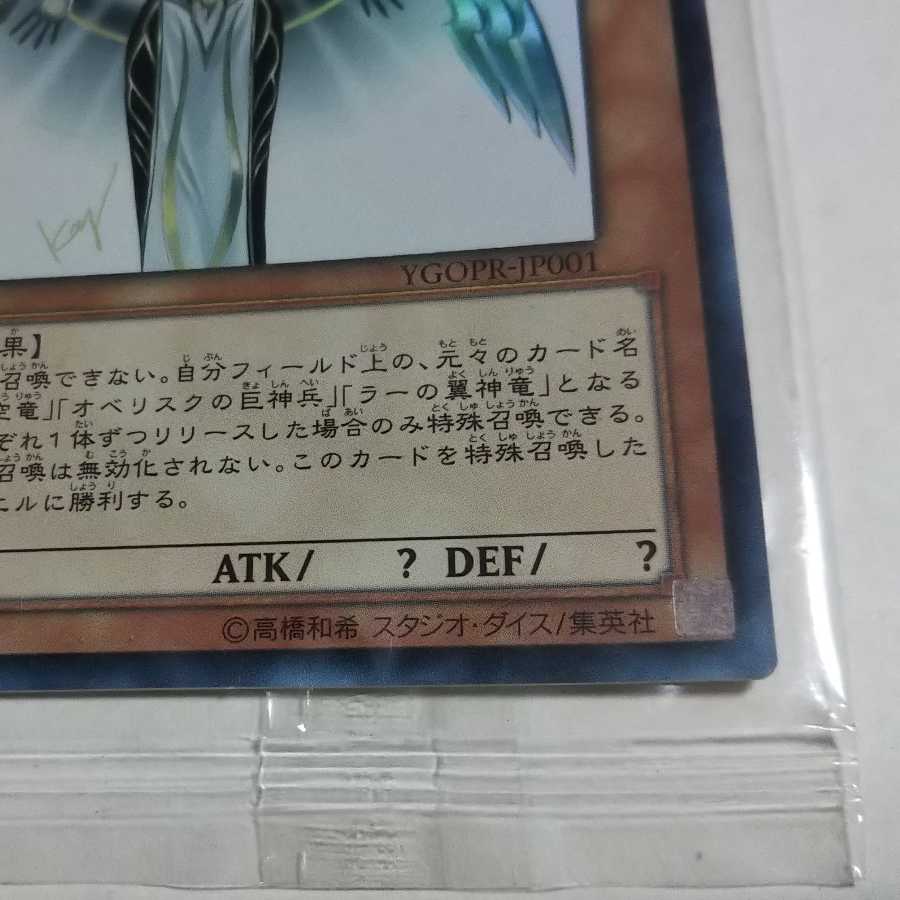 YGOPR-JP001
果】
召喚できない。自分フィールド上の、元々のカード名
竜」「オベリスクの巨神兵」「ラーの翼神竜」となる
ぞれ1体ずつリリースした場合のみ特殊召喚できる。
召喚は無効化されない。このカードを特殊召喚した
エルに勝利する。
ATK/ ? DEF/ ?
©高橋和希 スタジオ・ダイス/集英社